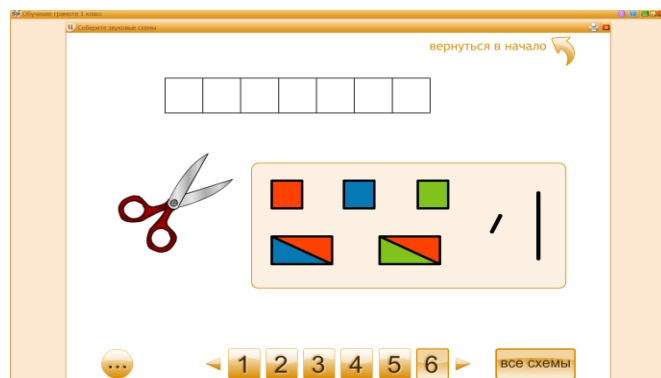 Обучение грамоте 1 класс
Соберите звуковые схемы
вернуться в начало
1 2 3 4 5 6
все схемы